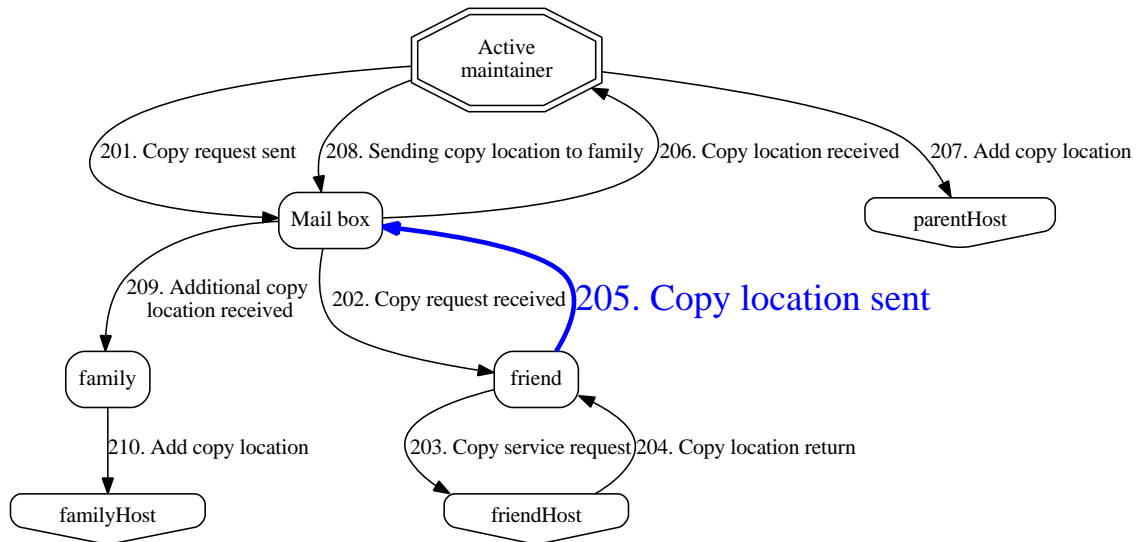 Active
maintainer
201. Copy request sent
208. Sending copy location to family
206. Copy location received
207. Add copy location
Mail box
parentHost
209. Additional copy
location received
202. Copy request received
205. Copy location sent
family
friend
210. Add copy location
203. Copy service request
204. Copy location return
familyHost
friendHost